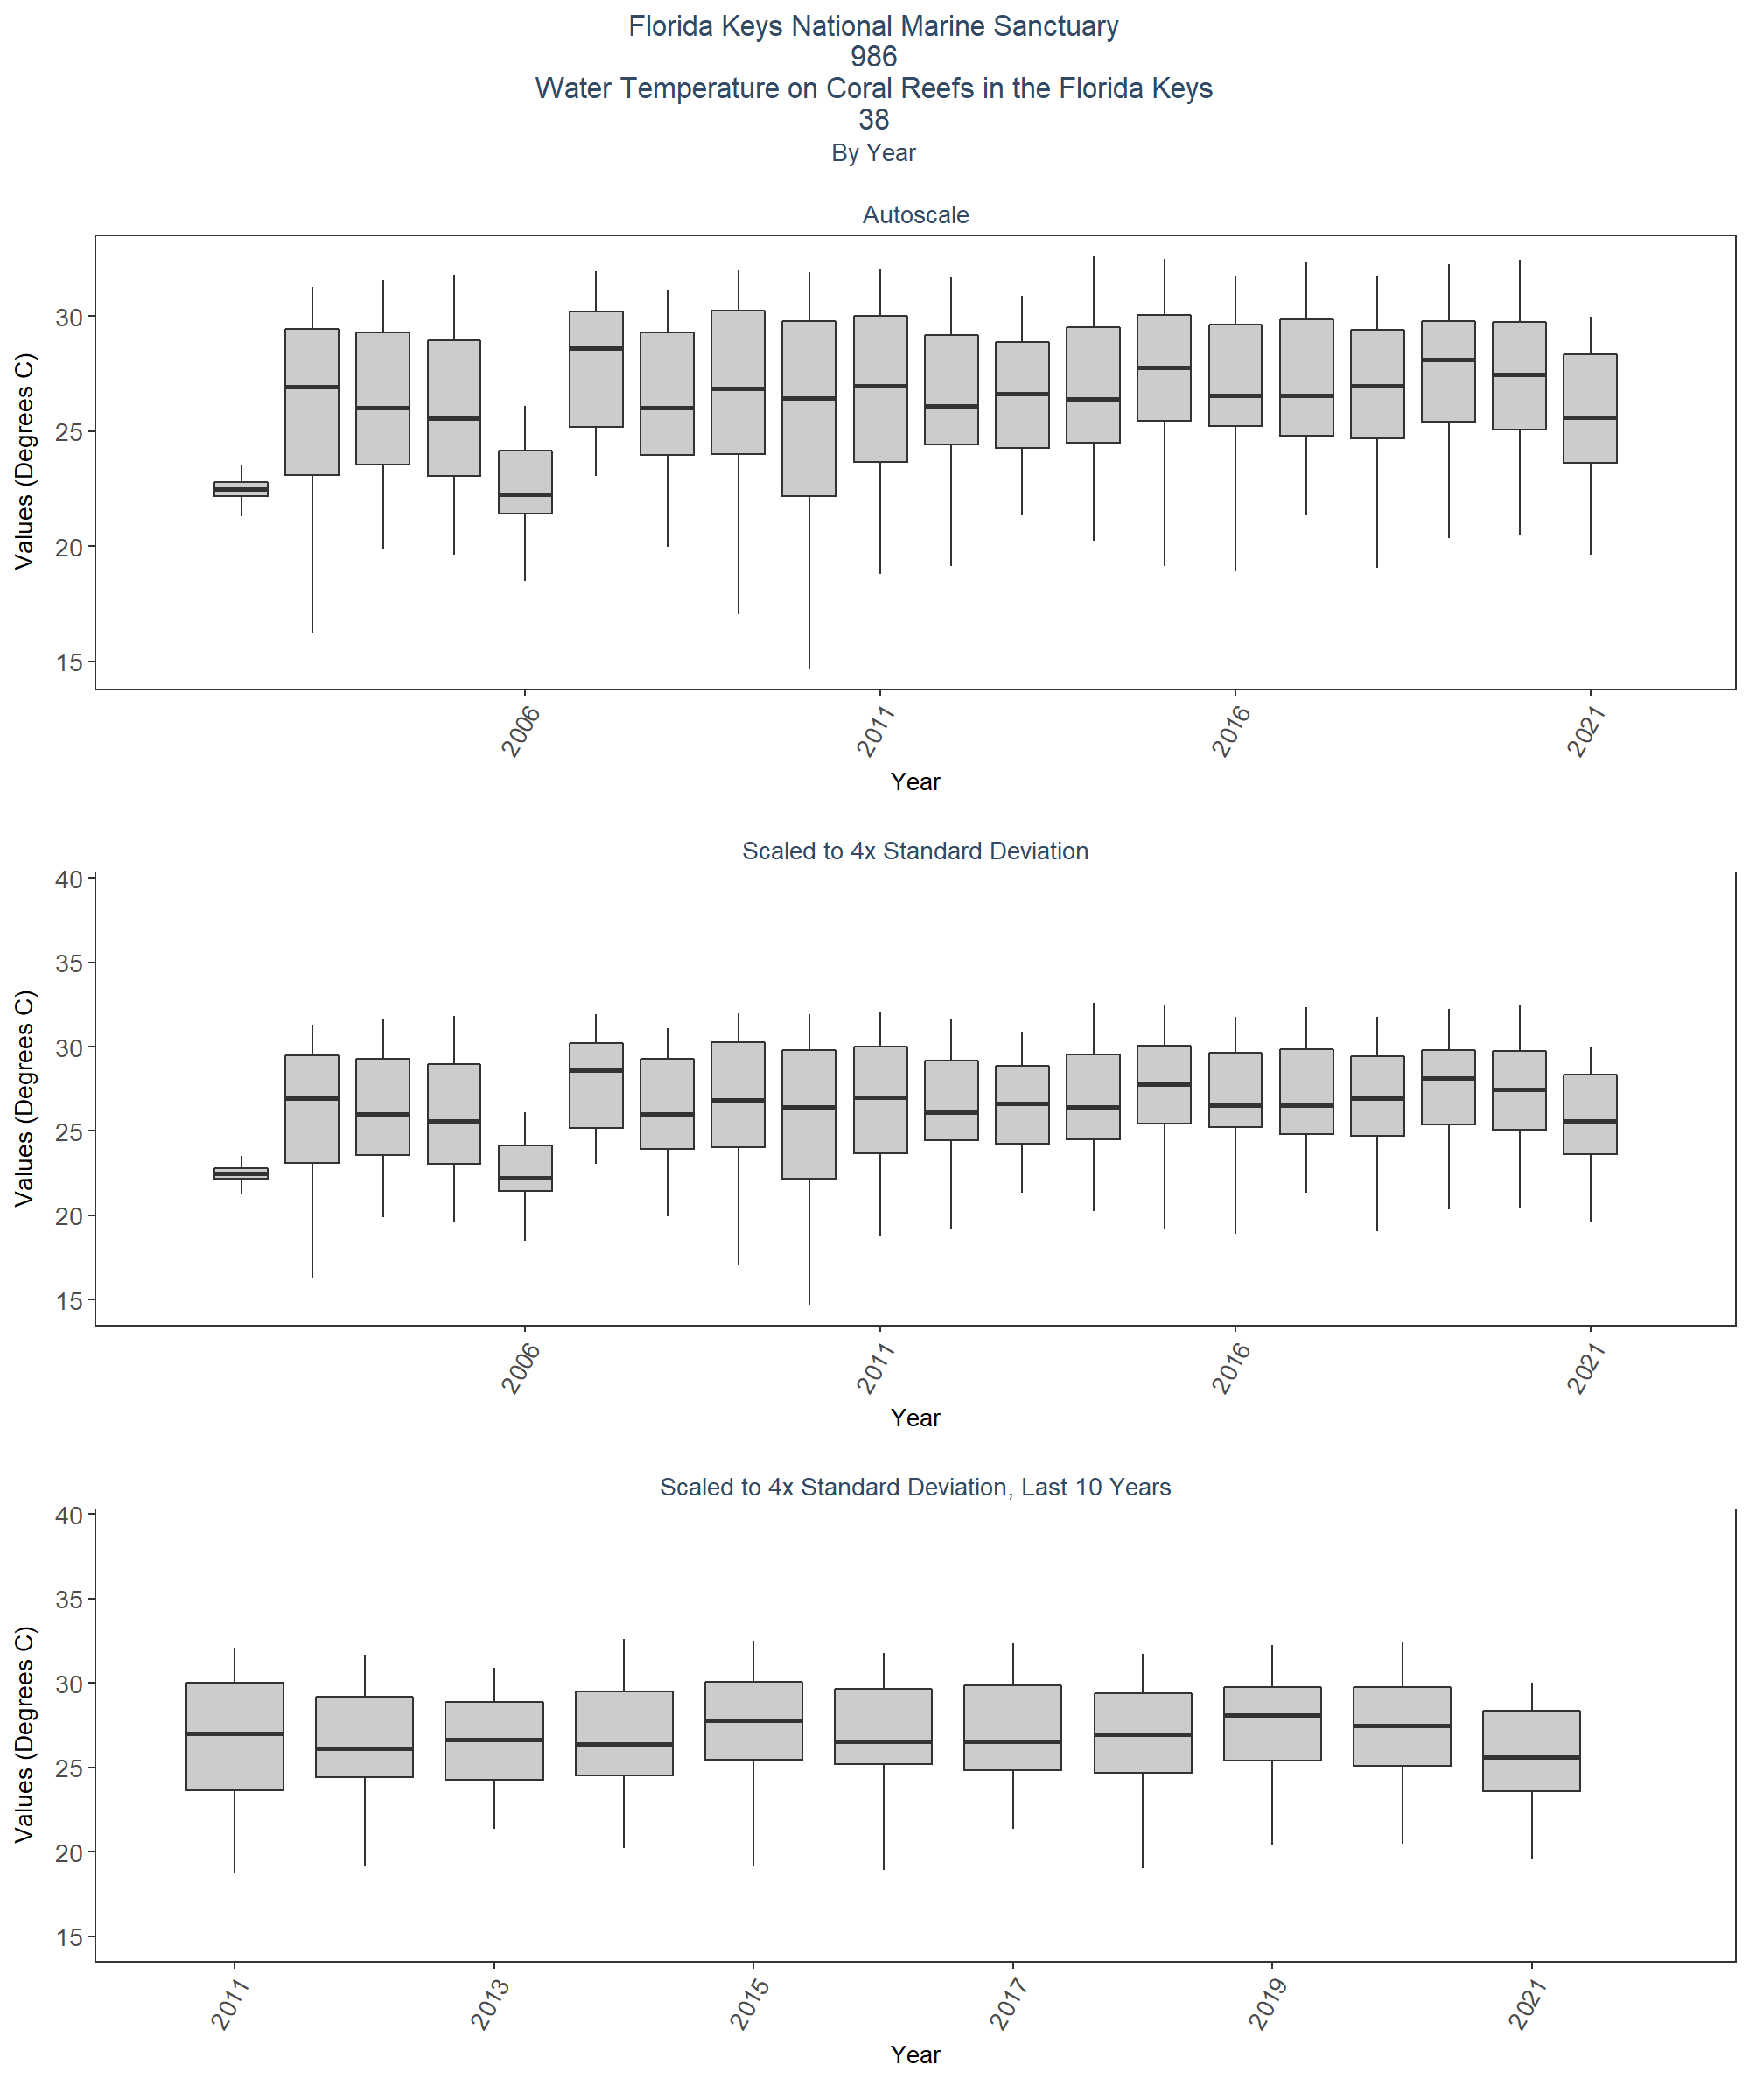 Florida Keys National Marine Sanctuary
986
Water Temperature on Coral Reefs in the Florida Keys
38
By Year
Autoscale
Values (Degrees C)
30
25
20
15
2006
2011
2016
2021
Year
Scaled to 4x Standard Deviation
Values (Degrees C)
40
35
30
25
20
15
2006
2011
2016
2021
Year
Scaled to 4x Standard Deviation, Last 10 Years
Values (Degrees C)
40
35
30
25
20
15
2011
2013
2015
2017
2019
2021
Year